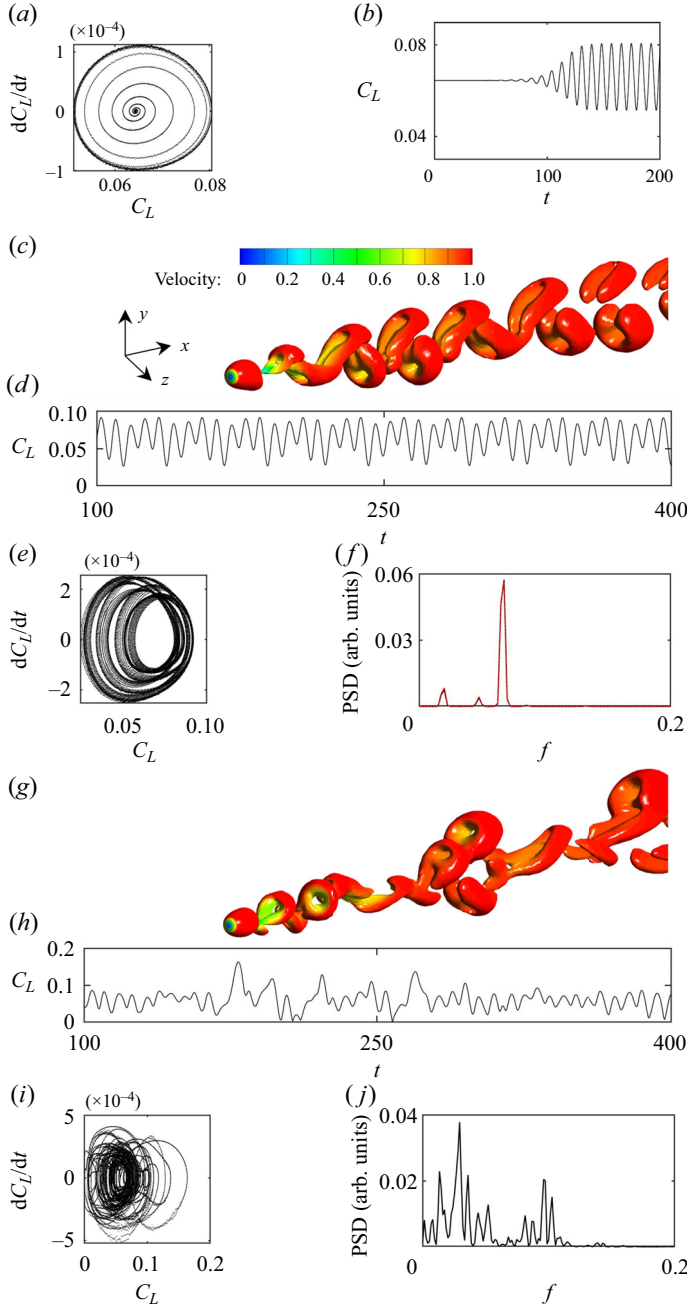 (a)
(×10⁻⁴)
1
0
−1
dC_L/dt
0.06 0.08
C_L
(b)
0.08
C_L
0.04
0 100 200
t
(c)
Velocity: 0 0.2 0.4 0.6 0.8 1.0
y
x
z
(d)
0.10
C_L 0.05
0
100 250 400
t
(e)
(×10⁻⁴)
2
0
−2
dC_L/dt
0.05 0.10
C_L
(f)
0.06
0.03
PSD (arb. units)
0 0.2
f
(g)
(h)
0.2
C_L 0.1
0
100 250 400
t
(i)
(×10⁻⁴)
5
0
−5
dC_L/dt
0 0.1 0.2
C_L
(j)
0.04
0.02
PSD (arb. units)
0 0.2
f